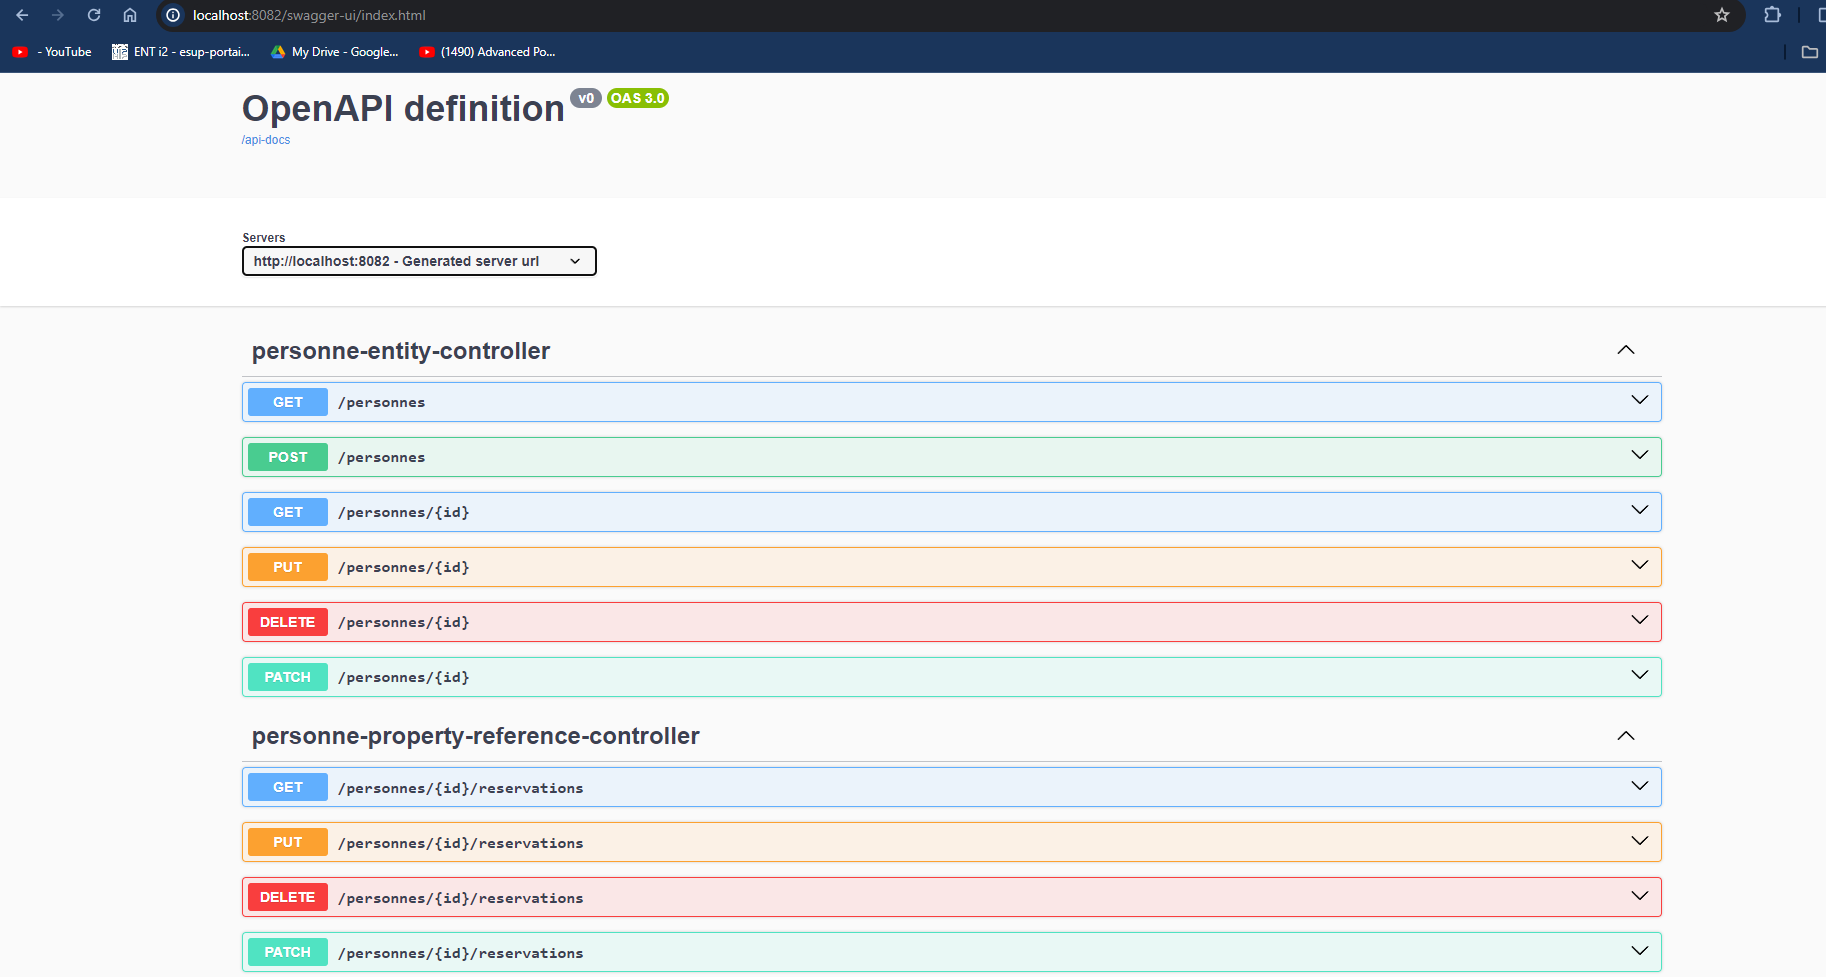 localhost:8082/swagger-ui/index.html
- YouTube ENT i2 - esup-portai... My Drive - Google... (1490) Advanced Po...
OpenAPI definition v0 OAS 3.0
/api-docs
Servers
http://localhost:8082 - Generated server url
personne-entity-controller
GET /personnes
POST /personnes
GET /personnes/{id}
PUT /personnes/{id}
DELETE /personnes/{id}
PATCH /personnes/{id}
personne-property-reference-controller
GET /personnes/{id}/reservations
PUT /personnes/{id}/reservations
DELETE /personnes/{id}/reservations
PATCH /personnes/{id}/reservations